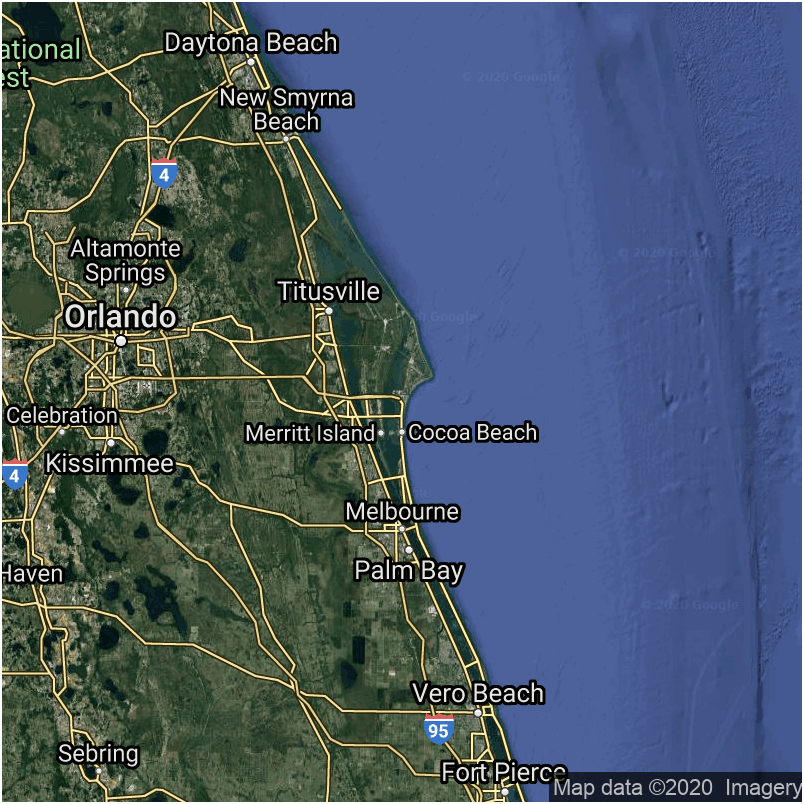 Daytona Beach
ational
est
New Smyrna
Beach
© 2020 Google
4
Altamonte
Springs
© 2020 Google
Titusville
Orlando
Google
Celebration
Merritt Island
Cocoa Beach
Kissimmee
4
Melbourne
Palm Bay
Haven
© 2020 Google
Vero Beach
95
Sebring
Fort Pierce
Map data ©2020 Imagery